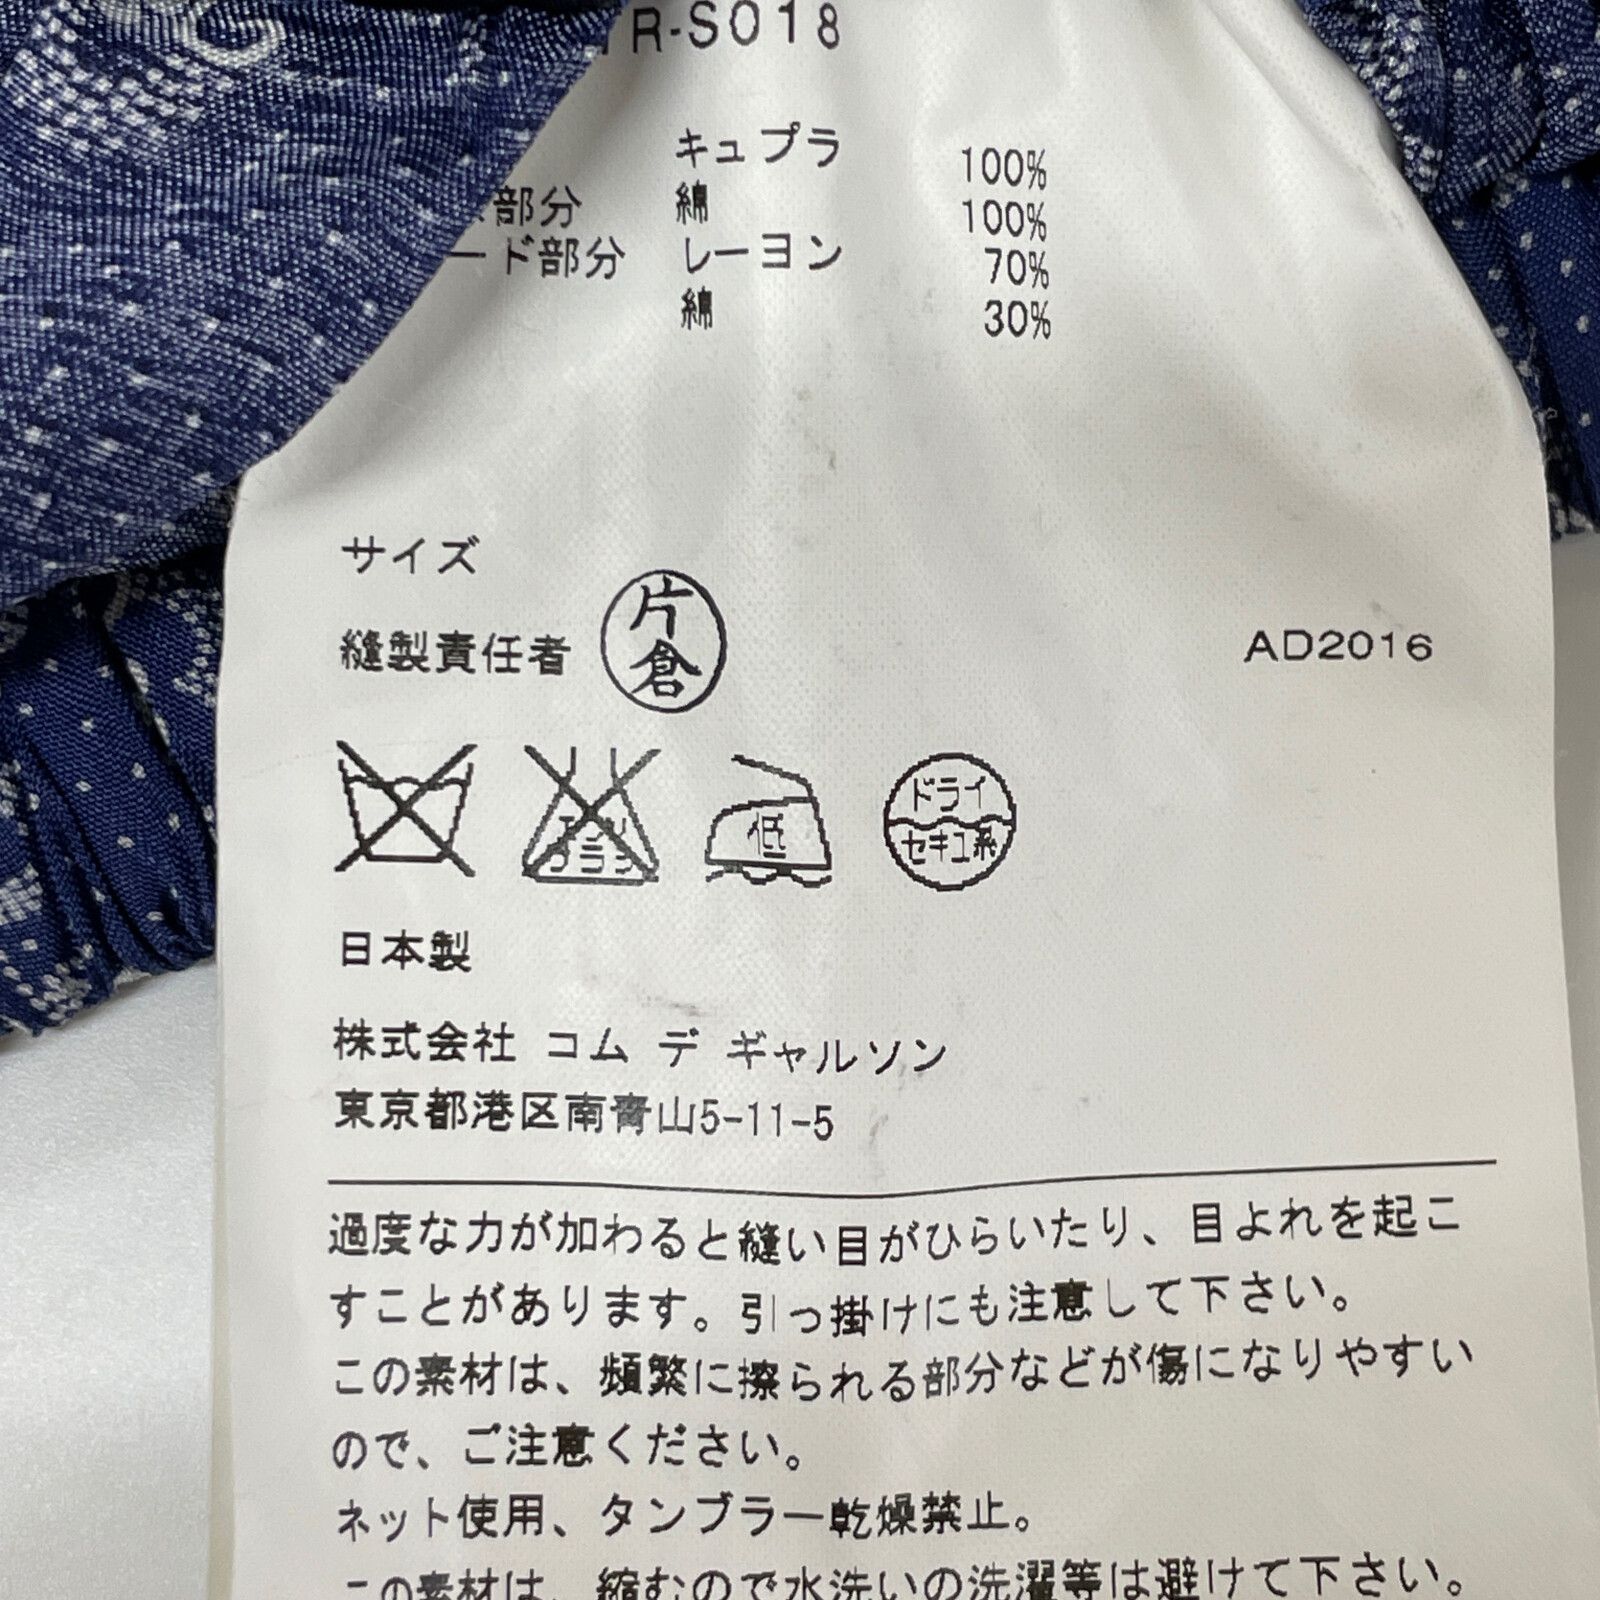 R-S018
キュプラ 100%
部分 綿 100%
ード部分 レーヨン 70%
綿 30%
サイズ
縫製責任者 片倉 AD2016
エンソ
サラシ
低
ドライ
セキユ系
日本製
株式会社 コム デ ギャルソン
東京都港区南青山5-11-5
過度な力が加わると縫い目がひらいたり、目よれを起こ
すことがあります。引っ掛けにも注意して下さい。
この素材は、頻繁に擦られる部分などが傷になりやすい
ので、ご注意ください。
ネット使用、タンブラー乾燥禁止。
この素材は、縮むので水洗いの洗濯等は避けて下さい。